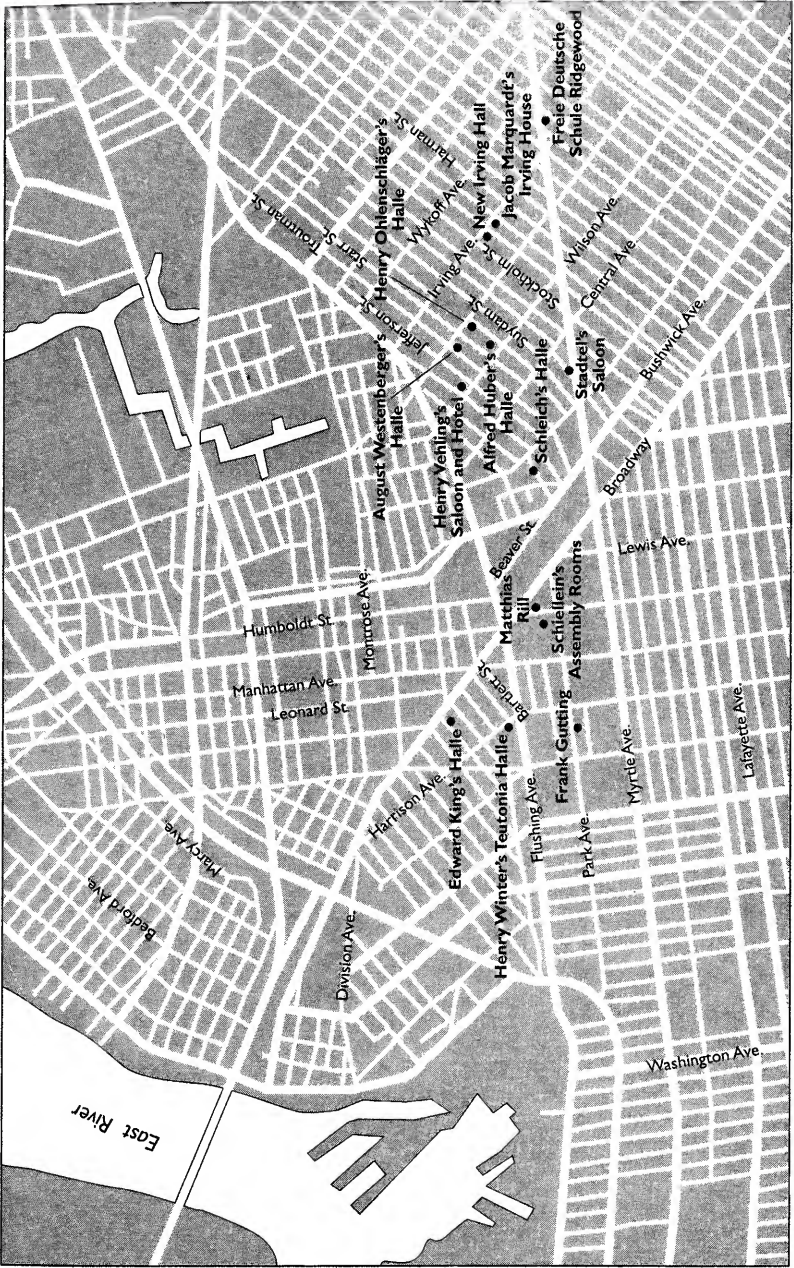 East River
Bedford Ave.
Marcy Ave.
Division Ave.
Harrison Ave.
Leonard St.
Manhattan Ave.
Humboldt St.
Montrose Ave.
Edward King's Halle
Henry Winter's Teutonia Halle
Bartlett St.
Flushing Ave.
Park Ave.
Frank Gutting
Myrtle Ave.
Washington Ave.
Lafayette Ave.
Matthias
Rill
Schiellein's
Assembly Rooms
Beaver St.
Lewis Ave.
Broadway
Bushwick Ave.
August Westenberger's
Halle
Henry Vehling's
Saloon and Hotel
Alfred Huber's
Halle
Schleich's Halle
Stadtel's
Saloon
Henry Ohlenschläger's
Halle
Jefferson St.
Starr St.
Troutman St.
Harman St.
Wykoff Ave.
Irving Ave.
Suydam St.
Stockholm St.
Wilson Ave.
Central Ave.
New Irving Hall
Jacob Marquardt's
Irving House
Freie Deutsche
Schule Ridgewood